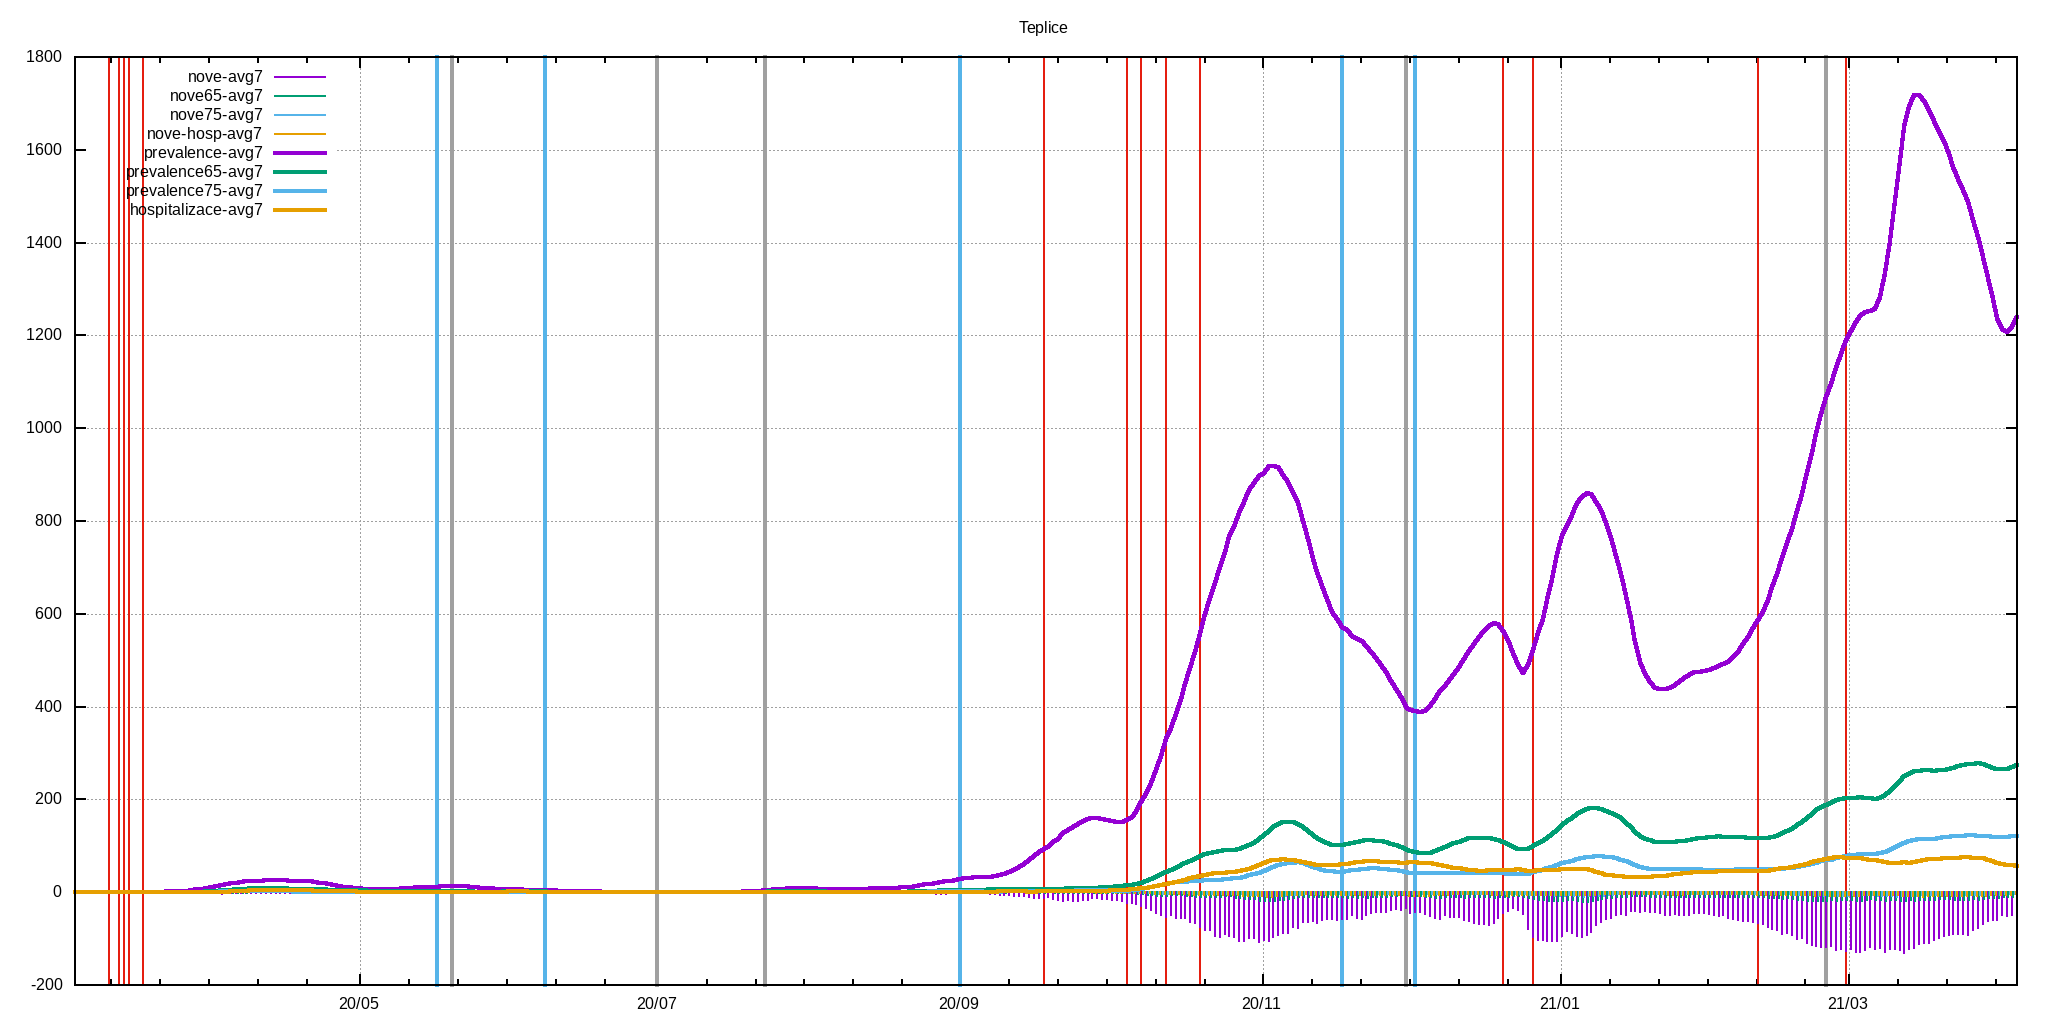 Teplice
1800
1600
1400
1200
1000
800
600
400
200
0
-200
nove-avg7
nove65-avg7
nove75-avg7
nove-hosp-avg7
prevalence-avg7
prevalence65-avg7
prevalence75-avg7
hospitalizace-avg7
20/05 20/07 20/09 20/11 21/01 21/03